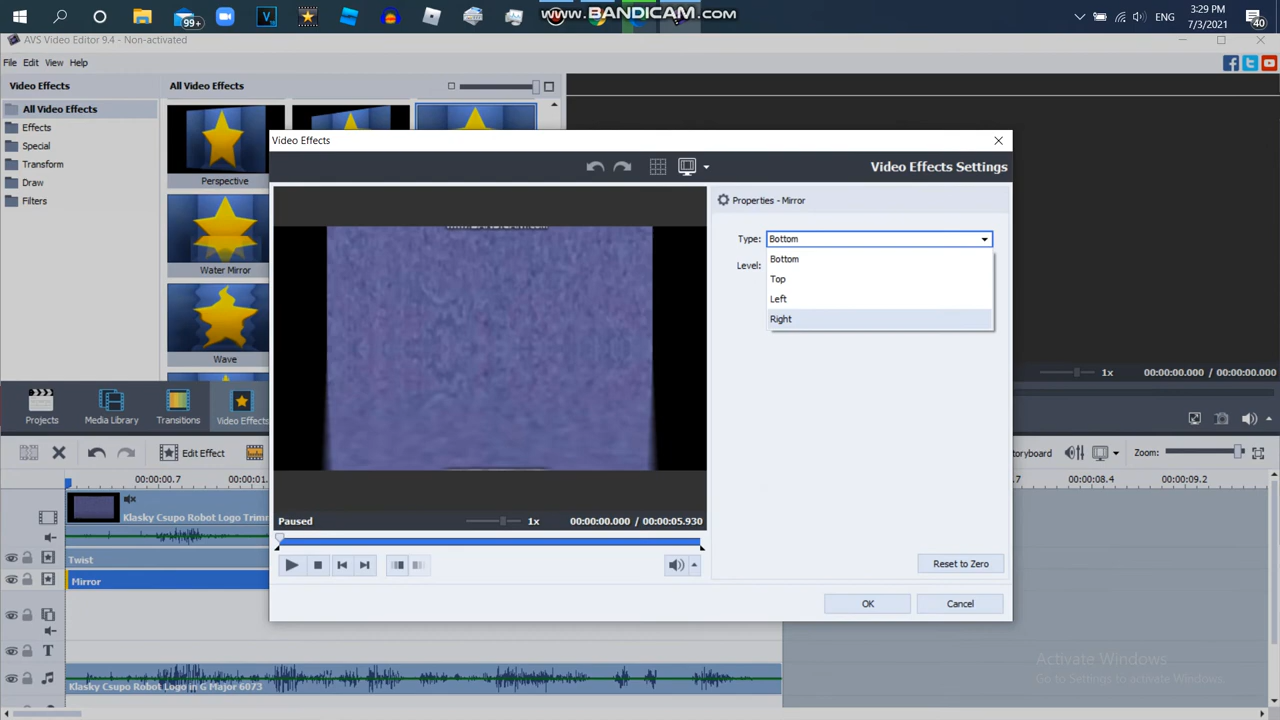 www.BANDICAM.com
99+
3:29 PM
ENG
7/3/2021
40
AVS Video Editor 9.4 - Non-activated
File Edit View Help
Video Effects
All Video Effects
All Video Effects
Effects
Special
Transform
Draw
Filters
Perspective
Water Mirror
Wave
Video Effects
Video Effects Settings
Properties - Mirror
Type: Bottom
Level:
Bottom
Top
Left
Right
Paused
1x
00:00:00.000 / 00:00:05.930
Reset to Zero
OK
Cancel
1x
00:00:00.000 / 00:00:00.000
Projects
Media Library
Transitions
Video Effects
Edit Effect
toryboard
Zoom:
00:00:00.7
00:00:01.
00:00:08.4
00:00:09.2
Klasky Csupo Robot Logo Trimm
Twist
Mirror
T
Klasky Csupo Robot Logo in G Major 6073
Activate Windows
Go to Settings to activate Windows.